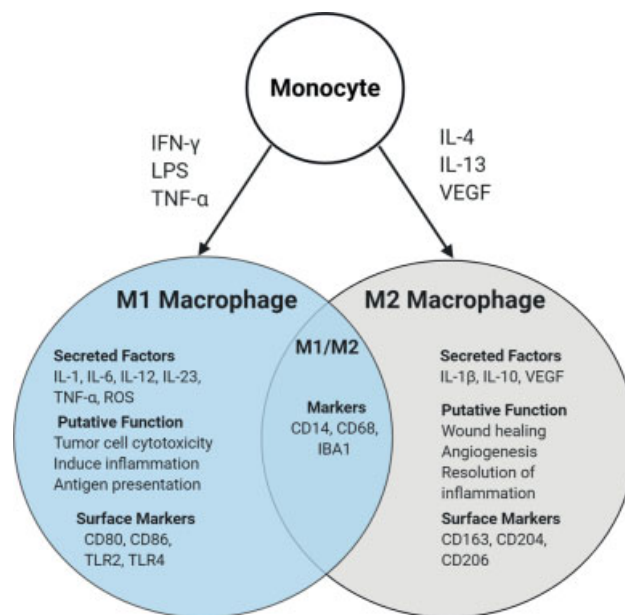 Monocyte
IFN-γ
LPS
TNF-α
IL-4
IL-13
VEGF
M1 Macrophage
Secreted Factors
IL-1, IL-6, IL-12, IL-23,
TNF-α, ROS
Putative Function
Tumor cell cytotoxicity
Induce inflammation
Antigen presentation
Surface Markers
CD80, CD86,
TLR2, TLR4
M1/M2
Markers
CD14, CD68,
IBA1
M2 Macrophage
Secreted Factors
IL-1β, IL-10, VEGF
Putative Function
Wound healing
Angiogenesis
Resolution of
inflammation
Surface Markers
CD163, CD204,
CD206